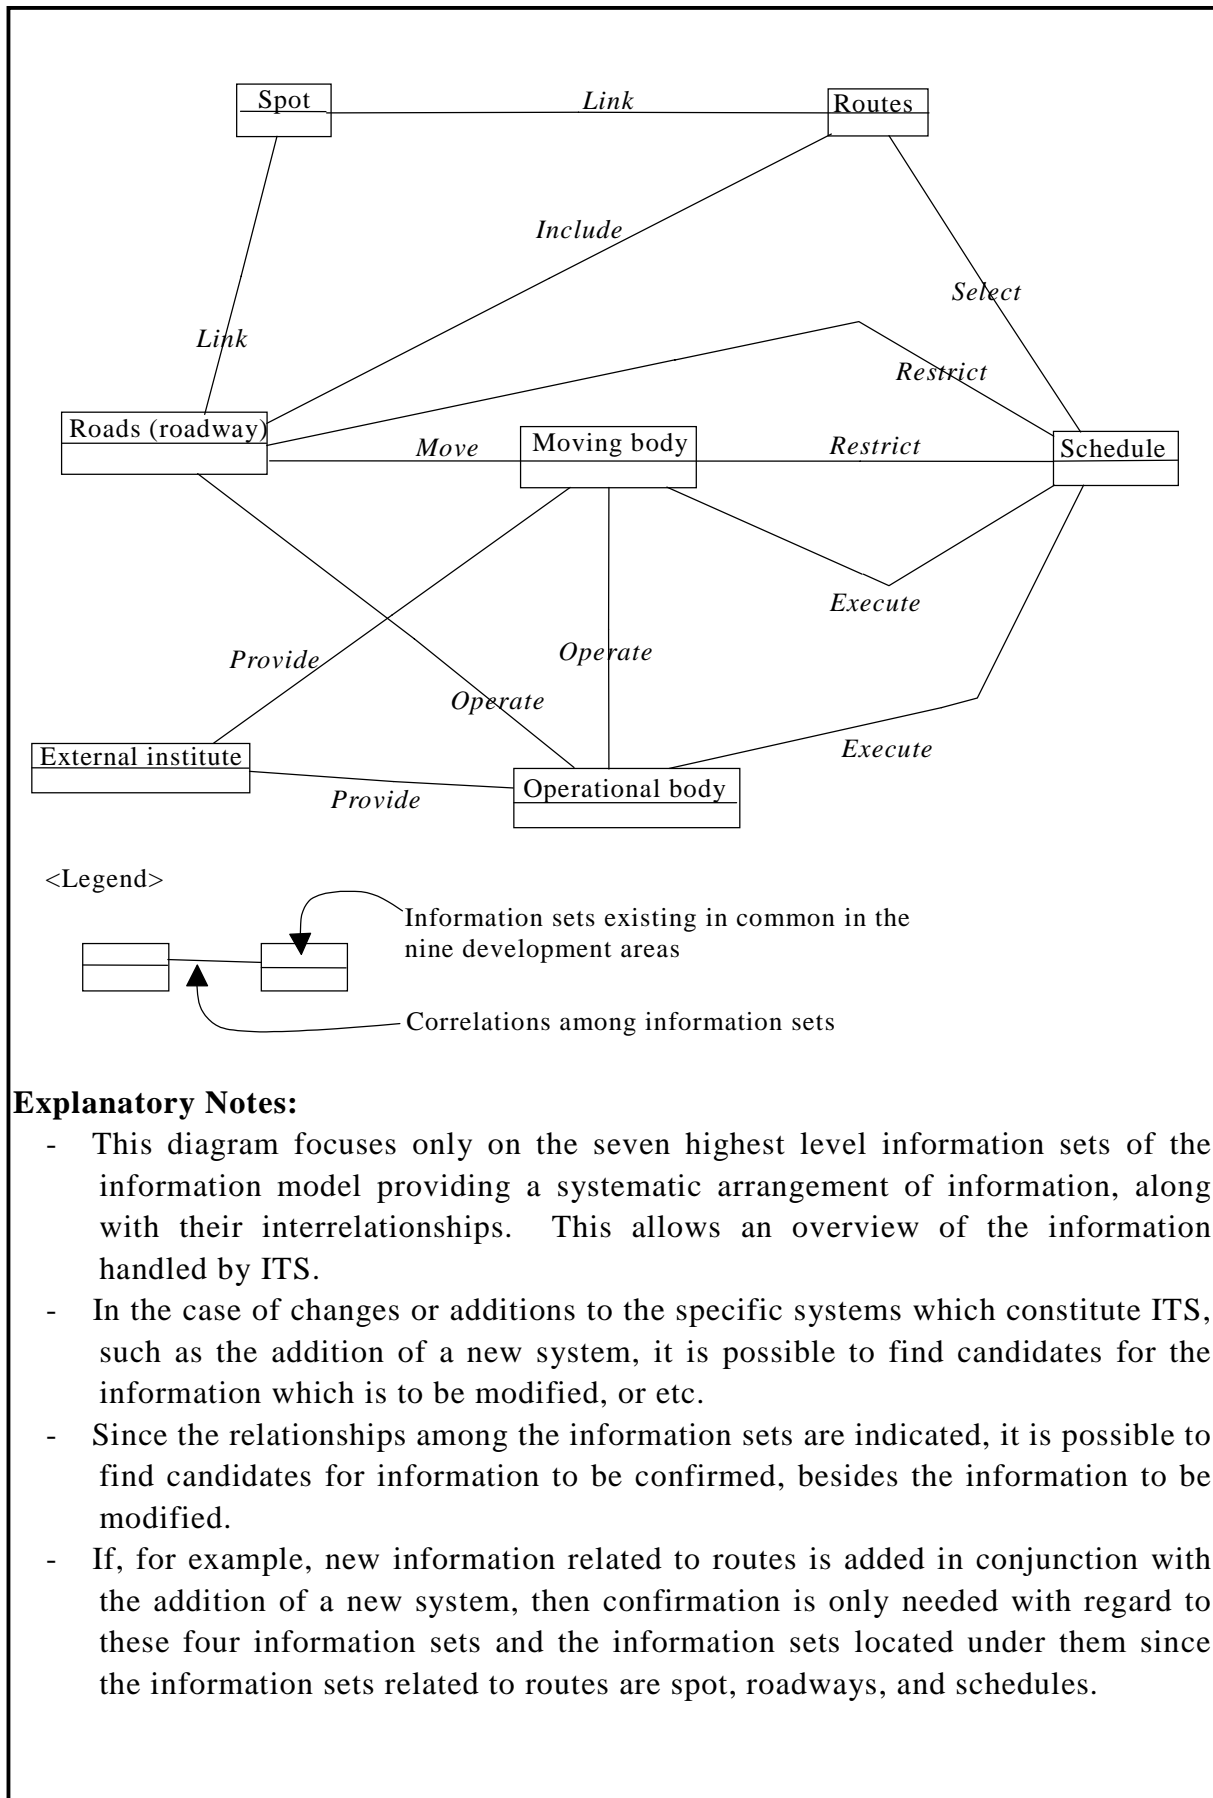 Spot
Link
Routes
Include
Select
Link
Restrict
Roads (roadway)
Move
Moving body
Restrict
Schedule
Execute
Provide
Operate
Operate
External institute
Execute
Provide
Operational body
<Legend>
Information sets existing in common in the
nine development areas
Correlations among information sets
Explanatory Notes:
- This diagram focuses only on the seven highest level information sets of the
information model providing a systematic arrangement of information, along
with their interrelationships. This allows an overview of the information
handled by ITS.
- In the case of changes or additions to the specific systems which constitute ITS,
such as the addition of a new system, it is possible to find candidates for the
information which is to be modified, or etc.
- Since the relationships among the information sets are indicated, it is possible to
find candidates for information to be confirmed, besides the information to be
modified.
- If, for example, new information related to routes is added in conjunction with
the addition of a new system, then confirmation is only needed with regard to
these four information sets and the information sets located under them since
the information sets related to routes are spot, roadways, and schedules.